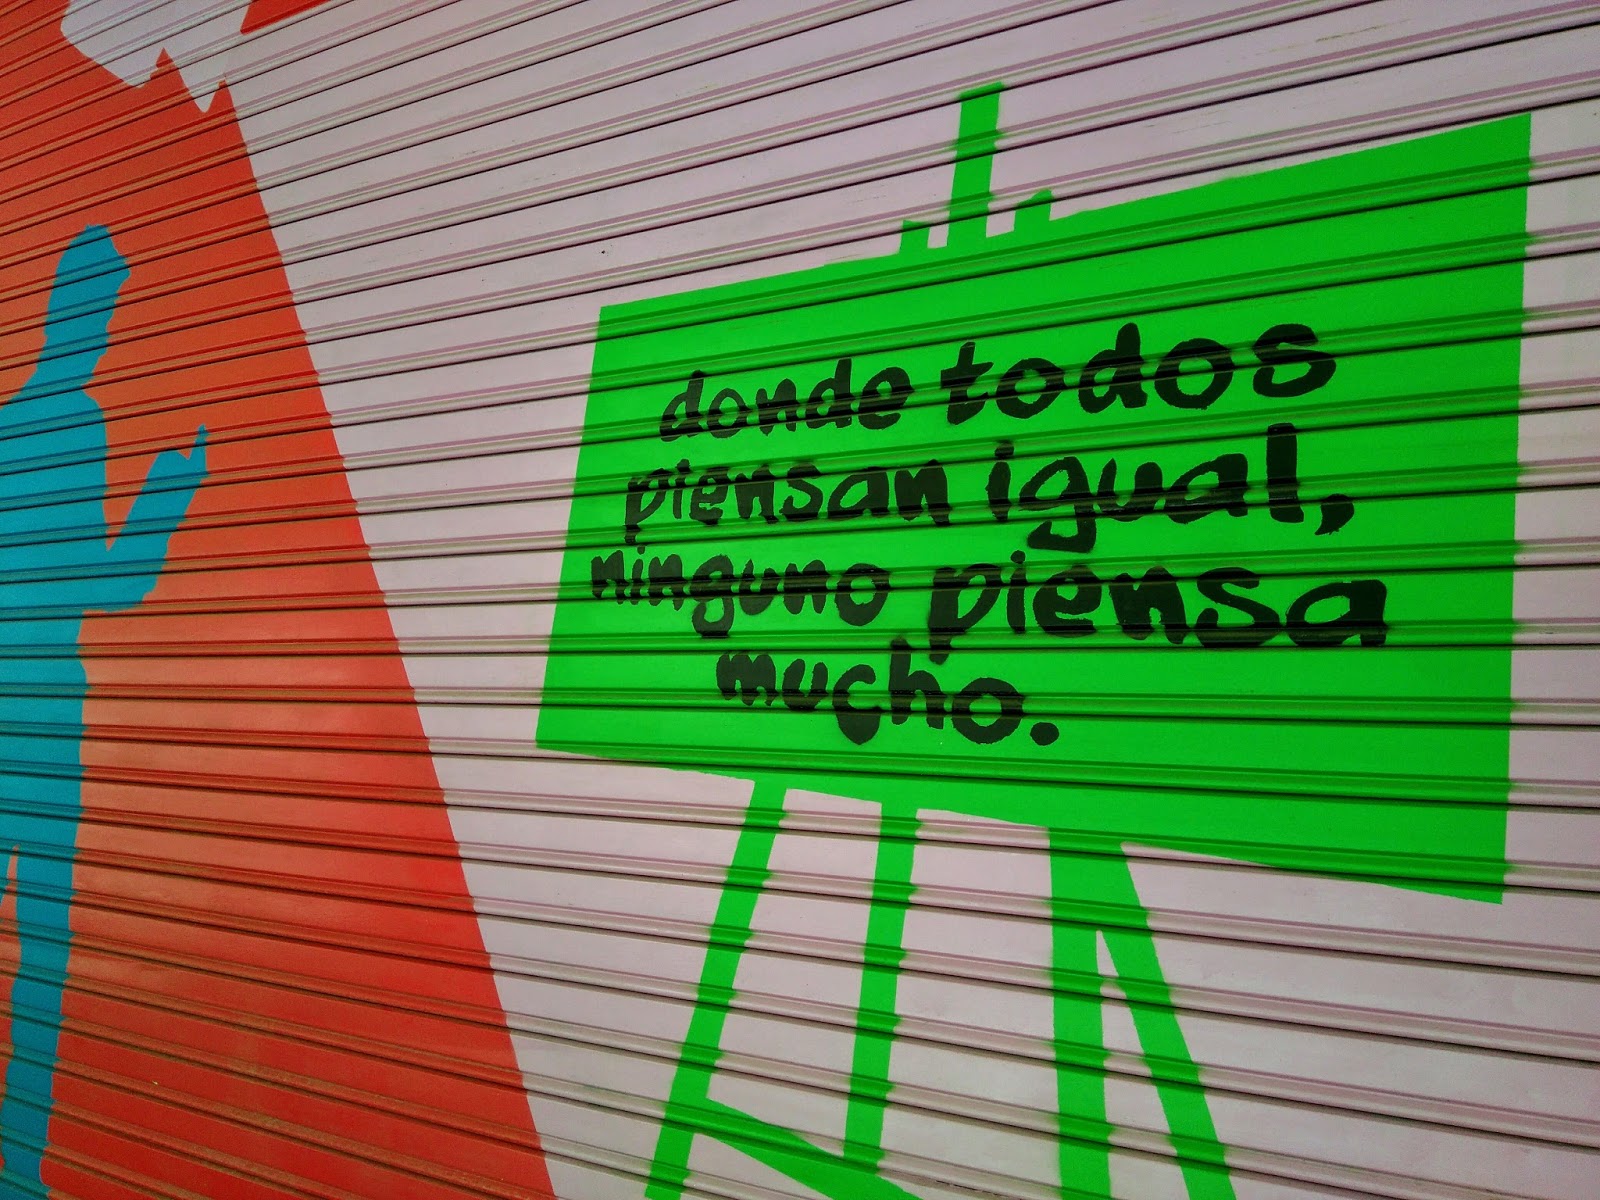 donde todos
piensan igual,
ninguno piensa
mucho.